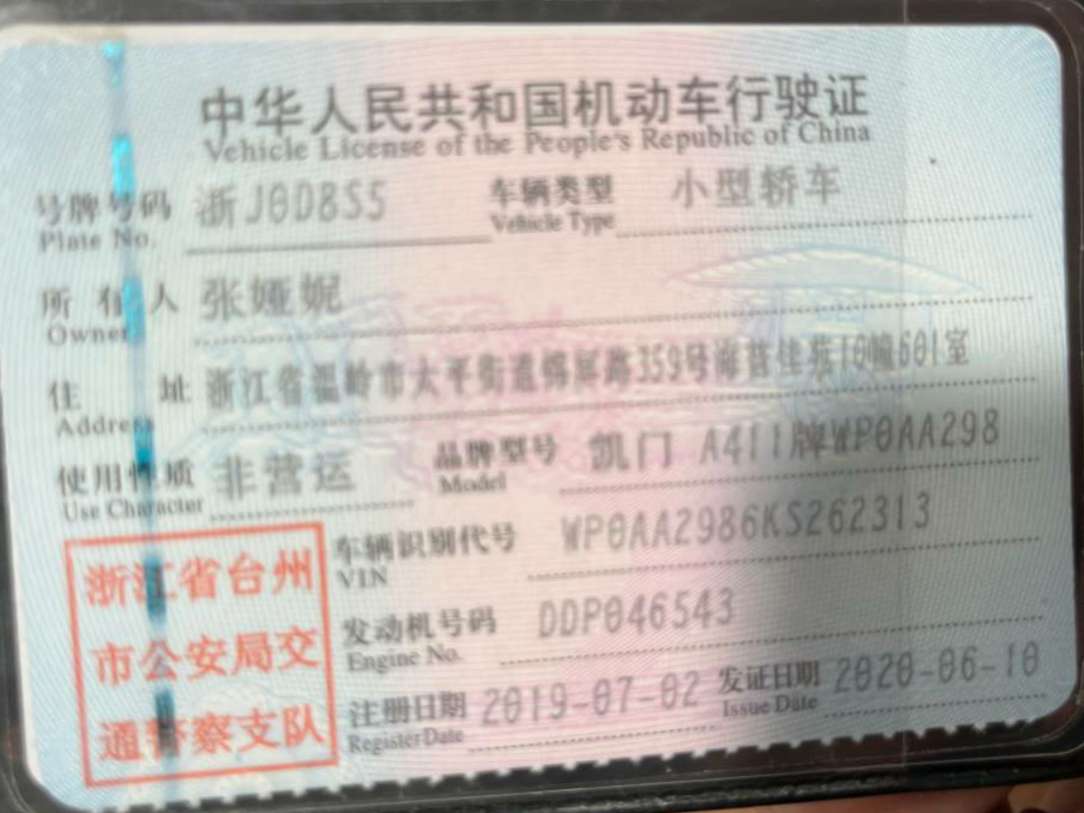 中华人民共和国机动车行驶证
Vehicle License of the People's Republic of China
号牌号码 浙J0D8S5 车辆类型 小型轿车
Plate No. Vehicle Type
所有人 张娅妮
Owner
住址 浙江省温岭市太平街道锦屏路359号海普佳苑10幢601室
Address
使用性质 非营运 品牌型号 凯门 A411牌WP0AA298
Use Character Model
浙江省台州
市公安局交
通警察支队
车辆识别代号 WP0AA2986KS262313
VIN
发动机号码 DDP046543
Engine No.
注册日期 2019-07-02 发证日期 2020-06-10
Register Date Issue Date